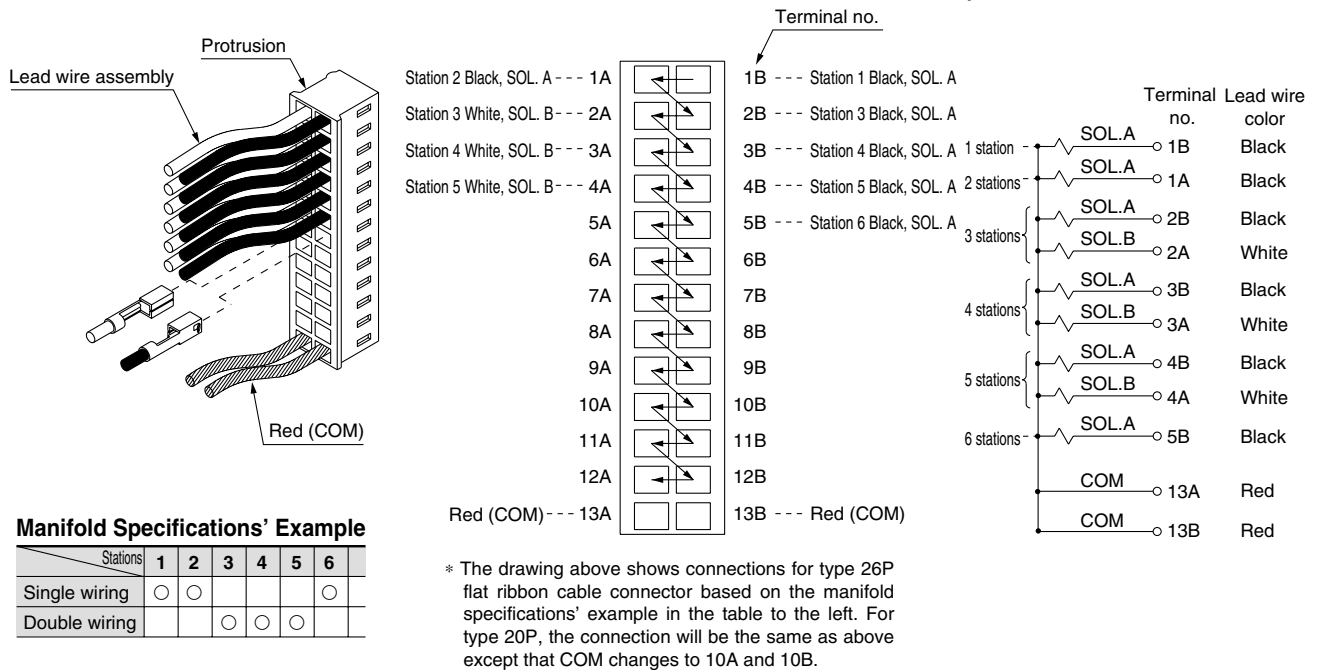 Terminal no.
Protrusion
Lead wire assembly
Red (COM)
Station 2 Black, SOL. A - - - 1A
1B - - - Station 1 Black, SOL. A
Station 3 White, SOL. B - - - 2A
2B - - - Station 3 Black, SOL. A
Station 4 White, SOL. B - - - 3A
3B - - - Station 4 Black, SOL. A
Station 5 White, SOL. B - - - 4A
4B - - - Station 5 Black, SOL. A
5A
5B - - - Station 6 Black, SOL. A
6A
6B
7A
7B
8A
8B
9A
9B
10A
10B
11A
11B
12A
12B
Red (COM) - - - 13A
13B - - - Red (COM)
Terminal no. Lead wire color
1 station SOL.A 1B Black
2 stations SOL.A 1A Black
3 stations SOL.A 2B Black
SOL.B 2A White
4 stations SOL.A 3B Black
SOL.B 3A White
5 stations SOL.A 4B Black
SOL.B 4A White
6 stations SOL.A 5B Black
COM 13A Red
COM 13B Red
Manifold Specifications' Example
Stations 1 2 3 4 5 6
Single wiring ○ ○ ○
Double wiring ○ ○ ○
* The drawing above shows connections for type 26P
flat ribbon cable connector based on the manifold
specifications' example in the table to the left. For
type 20P, the connection will be the same as above
except that COM changes to 10A and 10B.